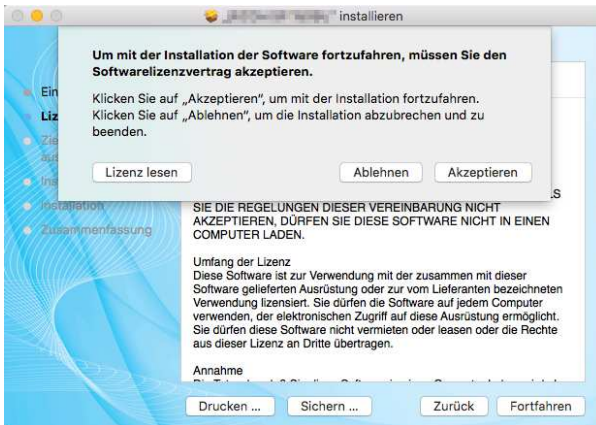 installieren
Um mit der Installation der Software fortzufahren, müssen Sie den
Softwarelizenzvertrag akzeptieren.
Klicken Sie auf „Akzeptieren“, um mit der Installation fortzufahren.
Klicken Sie auf „Ablehnen“, um die Installation abzubrechen und zu
beenden.
Lizenz lesen
Ablehnen
Akzeptieren
Ein
Liz
Zie
Ins
Installation
Zusammenfassung
SIE DIE REGELUNGEN DIESER VEREINBARUNG NICHT
AKZEPTIEREN, DÜRFEN SIE DIESE SOFTWARE NICHT IN EINEN
COMPUTER LADEN.
Umfang der Lizenz
Diese Software ist zur Verwendung mit der zusammen mit dieser
Software gelieferten Ausrüstung oder zur vom Lieferanten bezeichneten
Verwendung lizensiert. Sie dürfen die Software auf jedem Computer
verwenden, der elektronischen Zugriff auf diese Ausrüstung ermöglicht.
Sie dürfen diese Software nicht vermieten oder leasen oder die Rechte
aus dieser Lizenz an Dritte übertragen.
Annahme
Drucken ...
Sichern ...
Zurück
Fortfahren